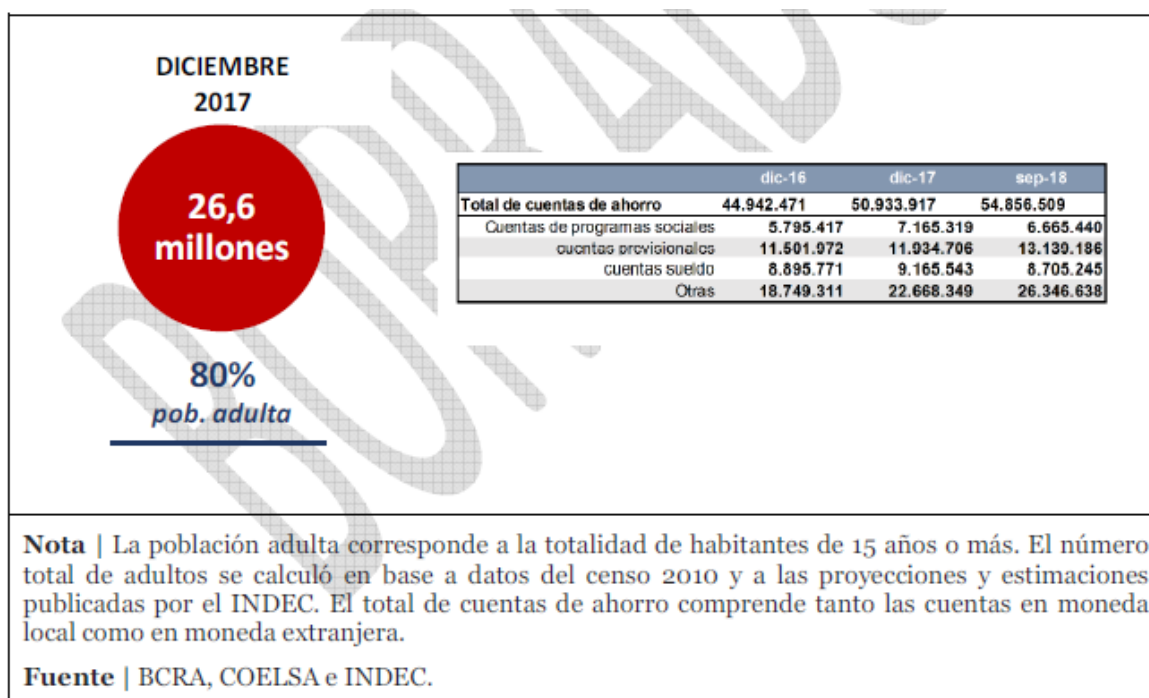 DICIEMBRE
2017
26,6
millones
80%
pob. adulta
dic-16 dic-17 sep-18
Total de cuentas de ahorro 44.942.471 50.933.917 54.856.509
Cuentas de programas sociales 5.795.417 7.165.319 6.665.440
cuentas previsionales 11.501.972 11.934.706 13.139.186
cuentas sueldo 8.895.771 9.165.543 8.705.245
Otras 18.749.311 22.668.349 26.346.638
Nota | La población adulta corresponde a la totalidad de habitantes de 15 años o más. El número
total de adultos se calculó en base a datos del censo 2010 y a las proyecciones y estimaciones
publicadas por el INDEC. El total de cuentas de ahorro comprende tanto las cuentas en moneda
local como en moneda extranjera.
Fuente | BCRA, COELSA e INDEC.